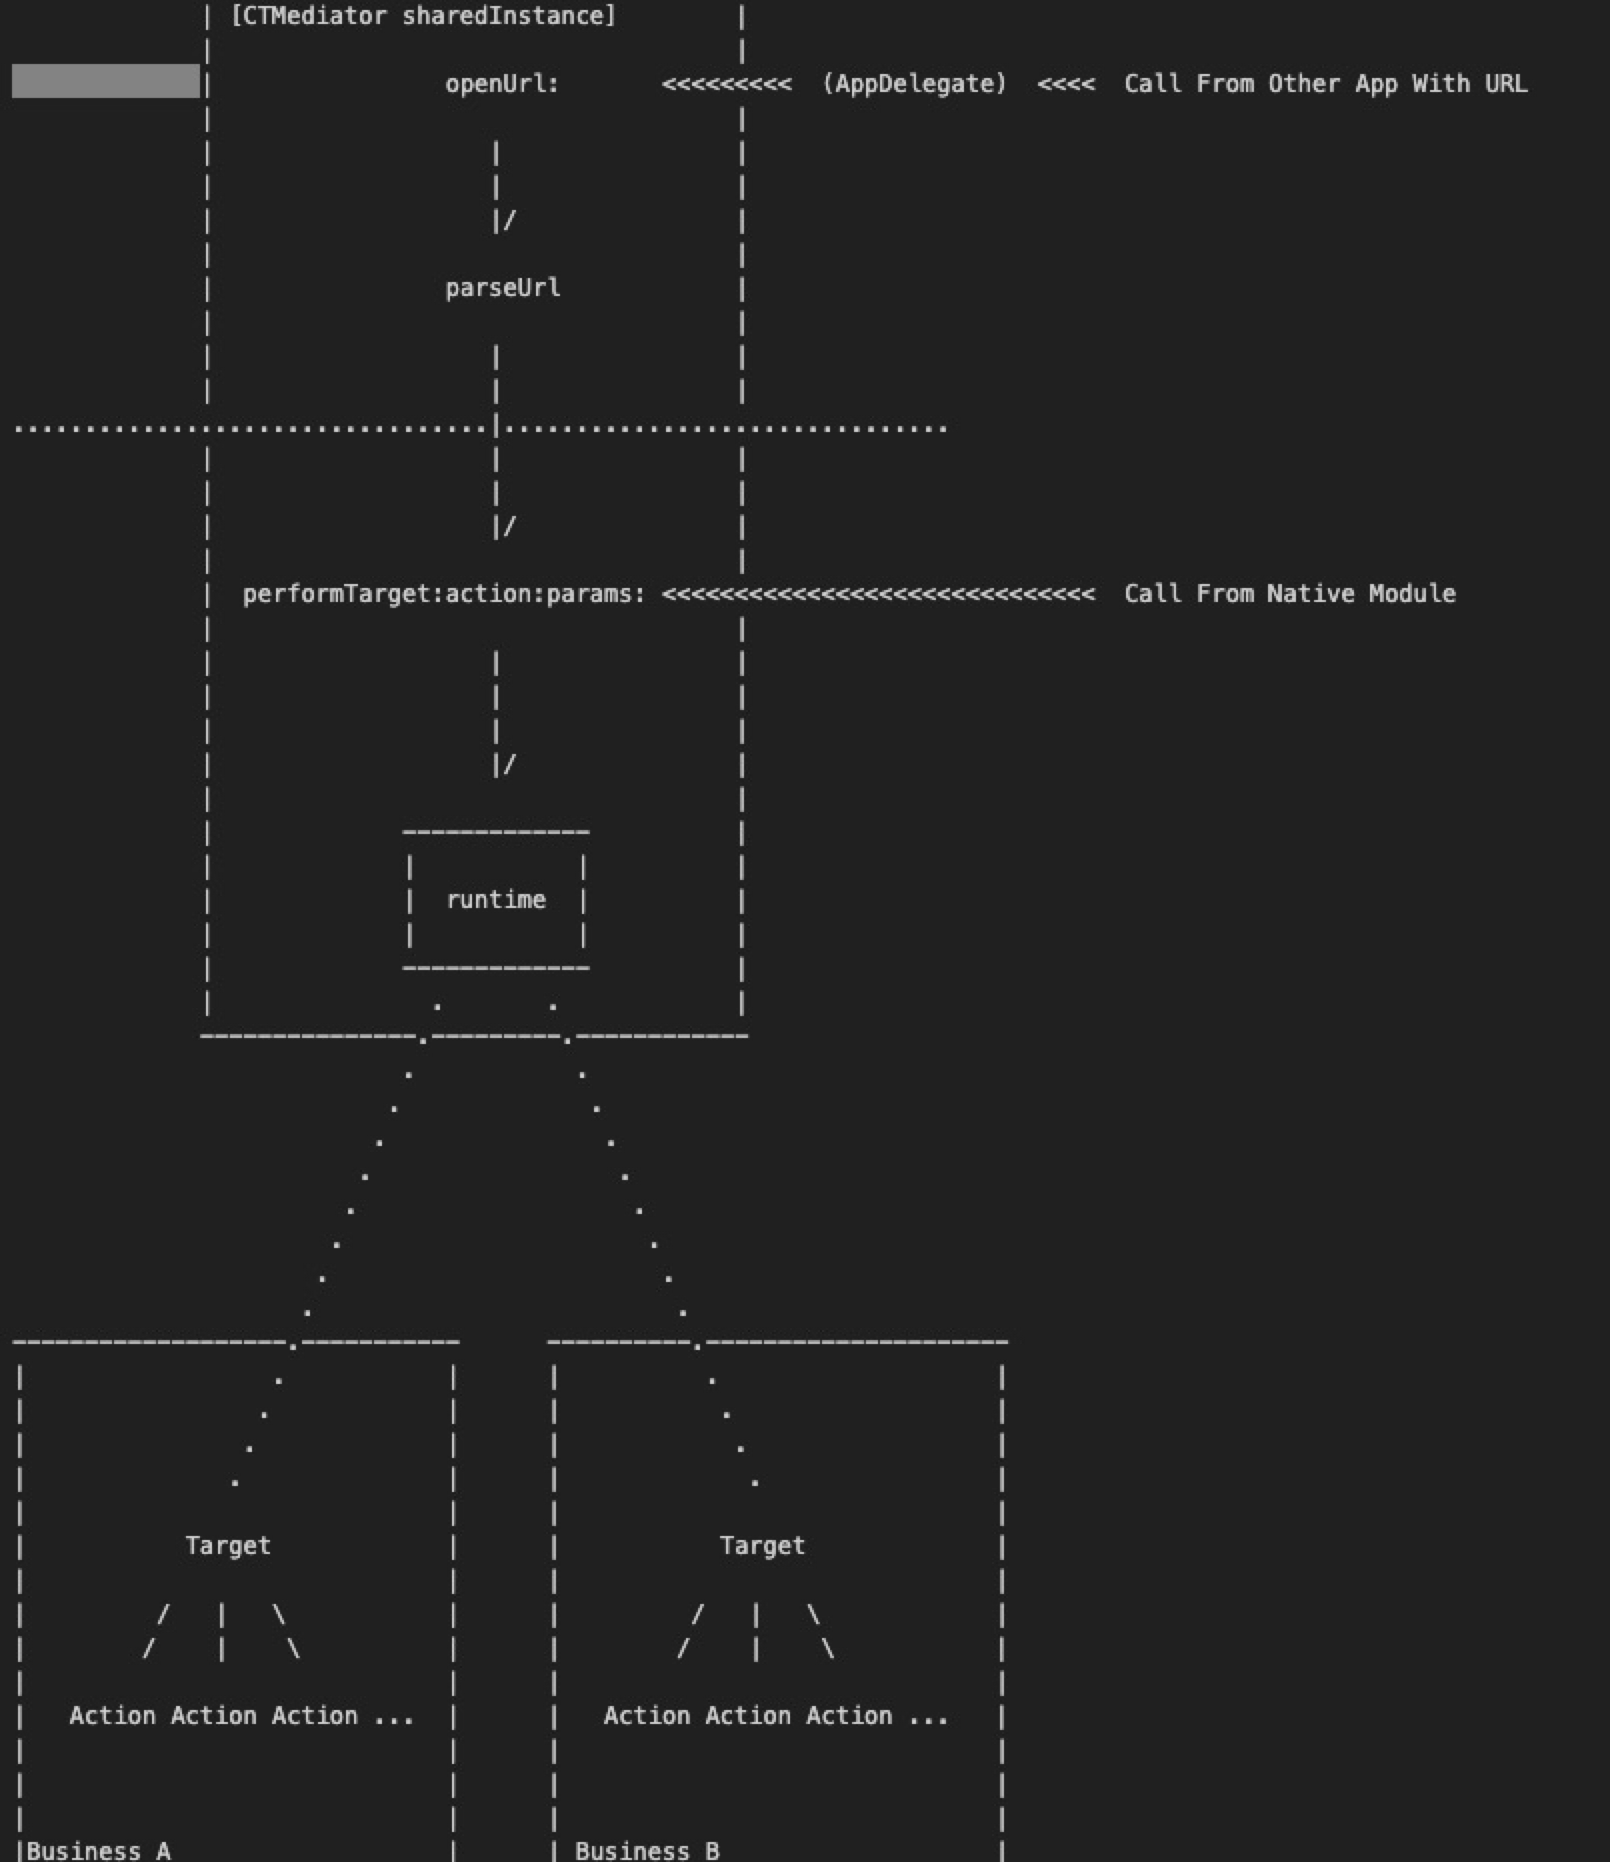 [CTMediator sharedInstance]
openUrl: <<<<<<<<< (AppDelegate) <<<< Call From Other App With URL
parseUrl
performTarget:action:params: <<<<<<<<<<<<<<<<<<<<<<<<<<<<<< Call From Native Module
runtime
Target Target
Action Action Action ... Action Action Action ...
Business A Business B